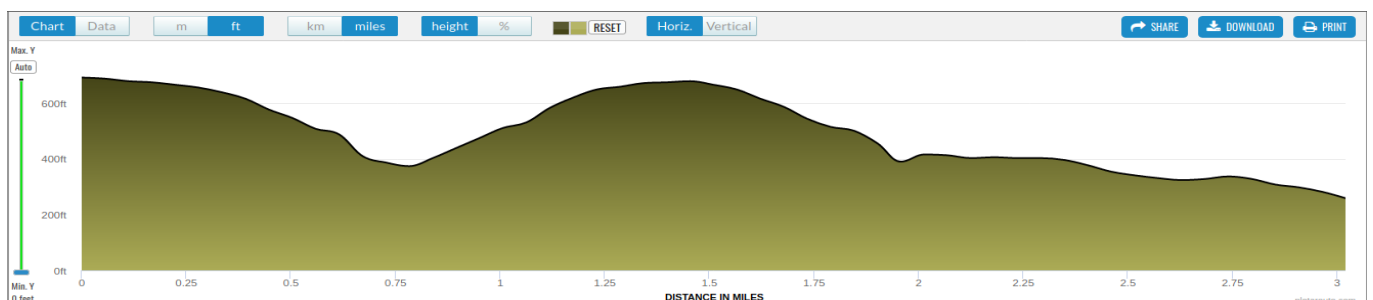 Chart Data m ft km miles height % RESET Horiz. Vertical SHARE DOWNLOAD PRINT
Max. Y
Auto
600ft
400ft
200ft
0ft
0 0.25 0.5 0.75 1 1.25 1.5 1.75 2 2.25 2.5 2.75 3
Min. Y
DISTANCE IN MILES
0 feet